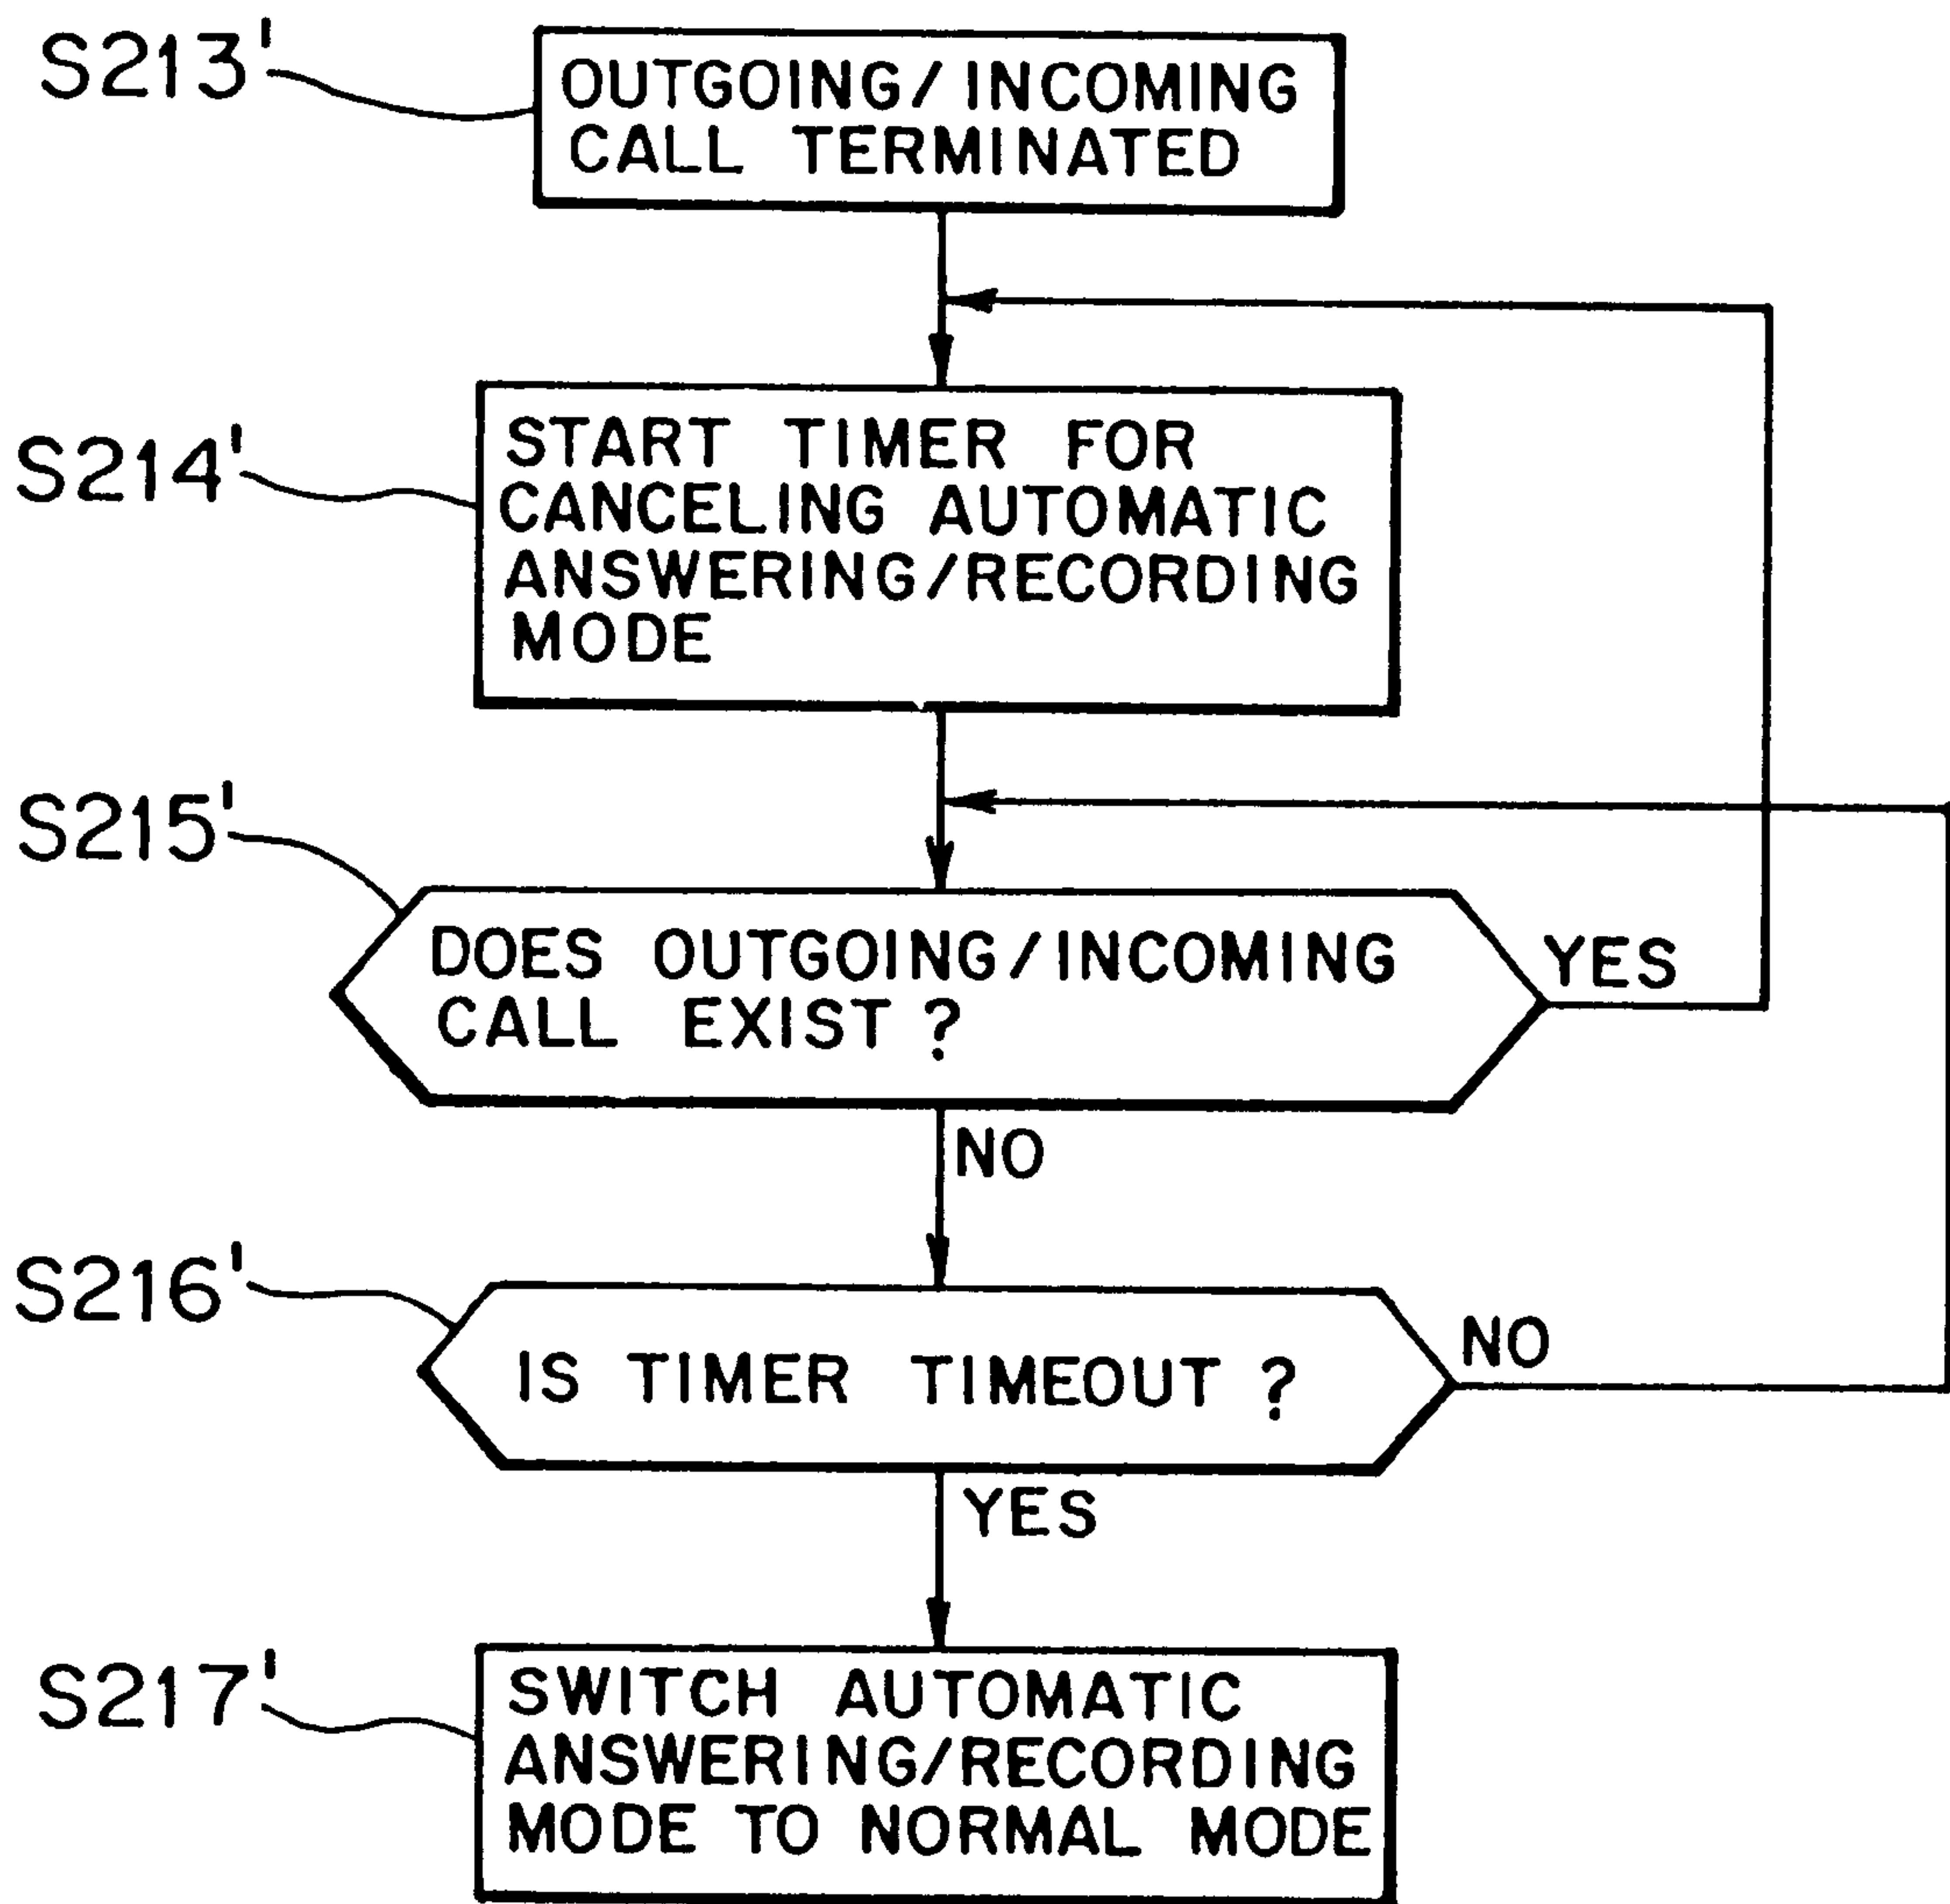 S213'
OUTGOING/INCOMING
CALL TERMINATED
S214'
START TIMER FOR
CANCELING AUTOMATIC
ANSWERING/RECORDING
MODE
S215'
DOES OUTGOING/INCOMING
CALL EXIST ?
YES
NO
S216'
IS TIMER TIMEOUT ?
NO
YES
S217'
SWITCH AUTOMATIC
ANSWERING/RECORDING
MODE TO NORMAL MODE